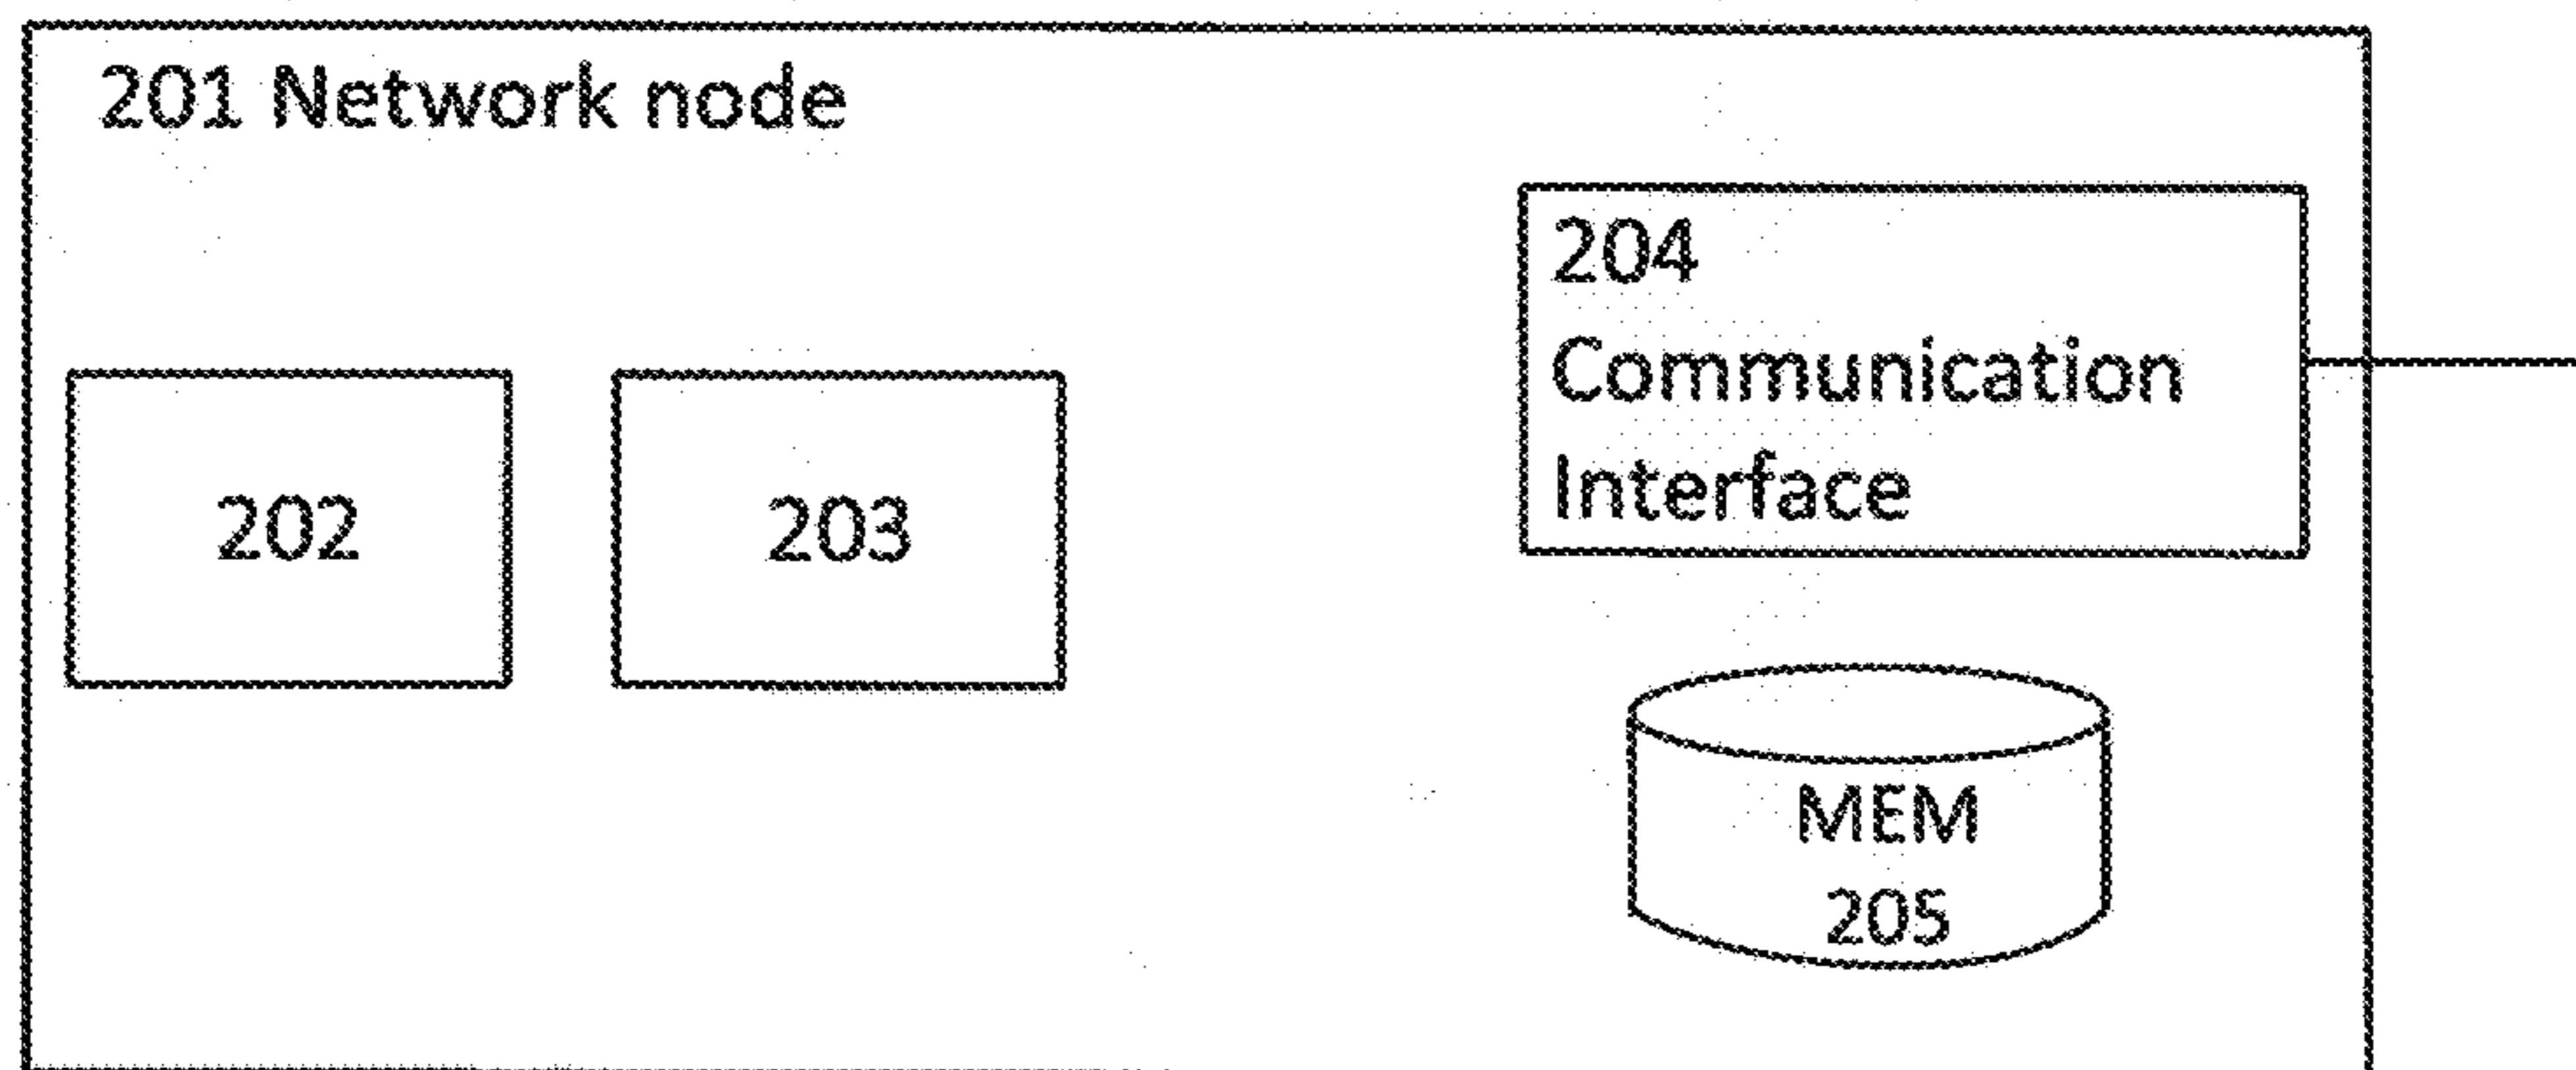 201 Network node
204
Communication
Interface
202
203
MEM
205